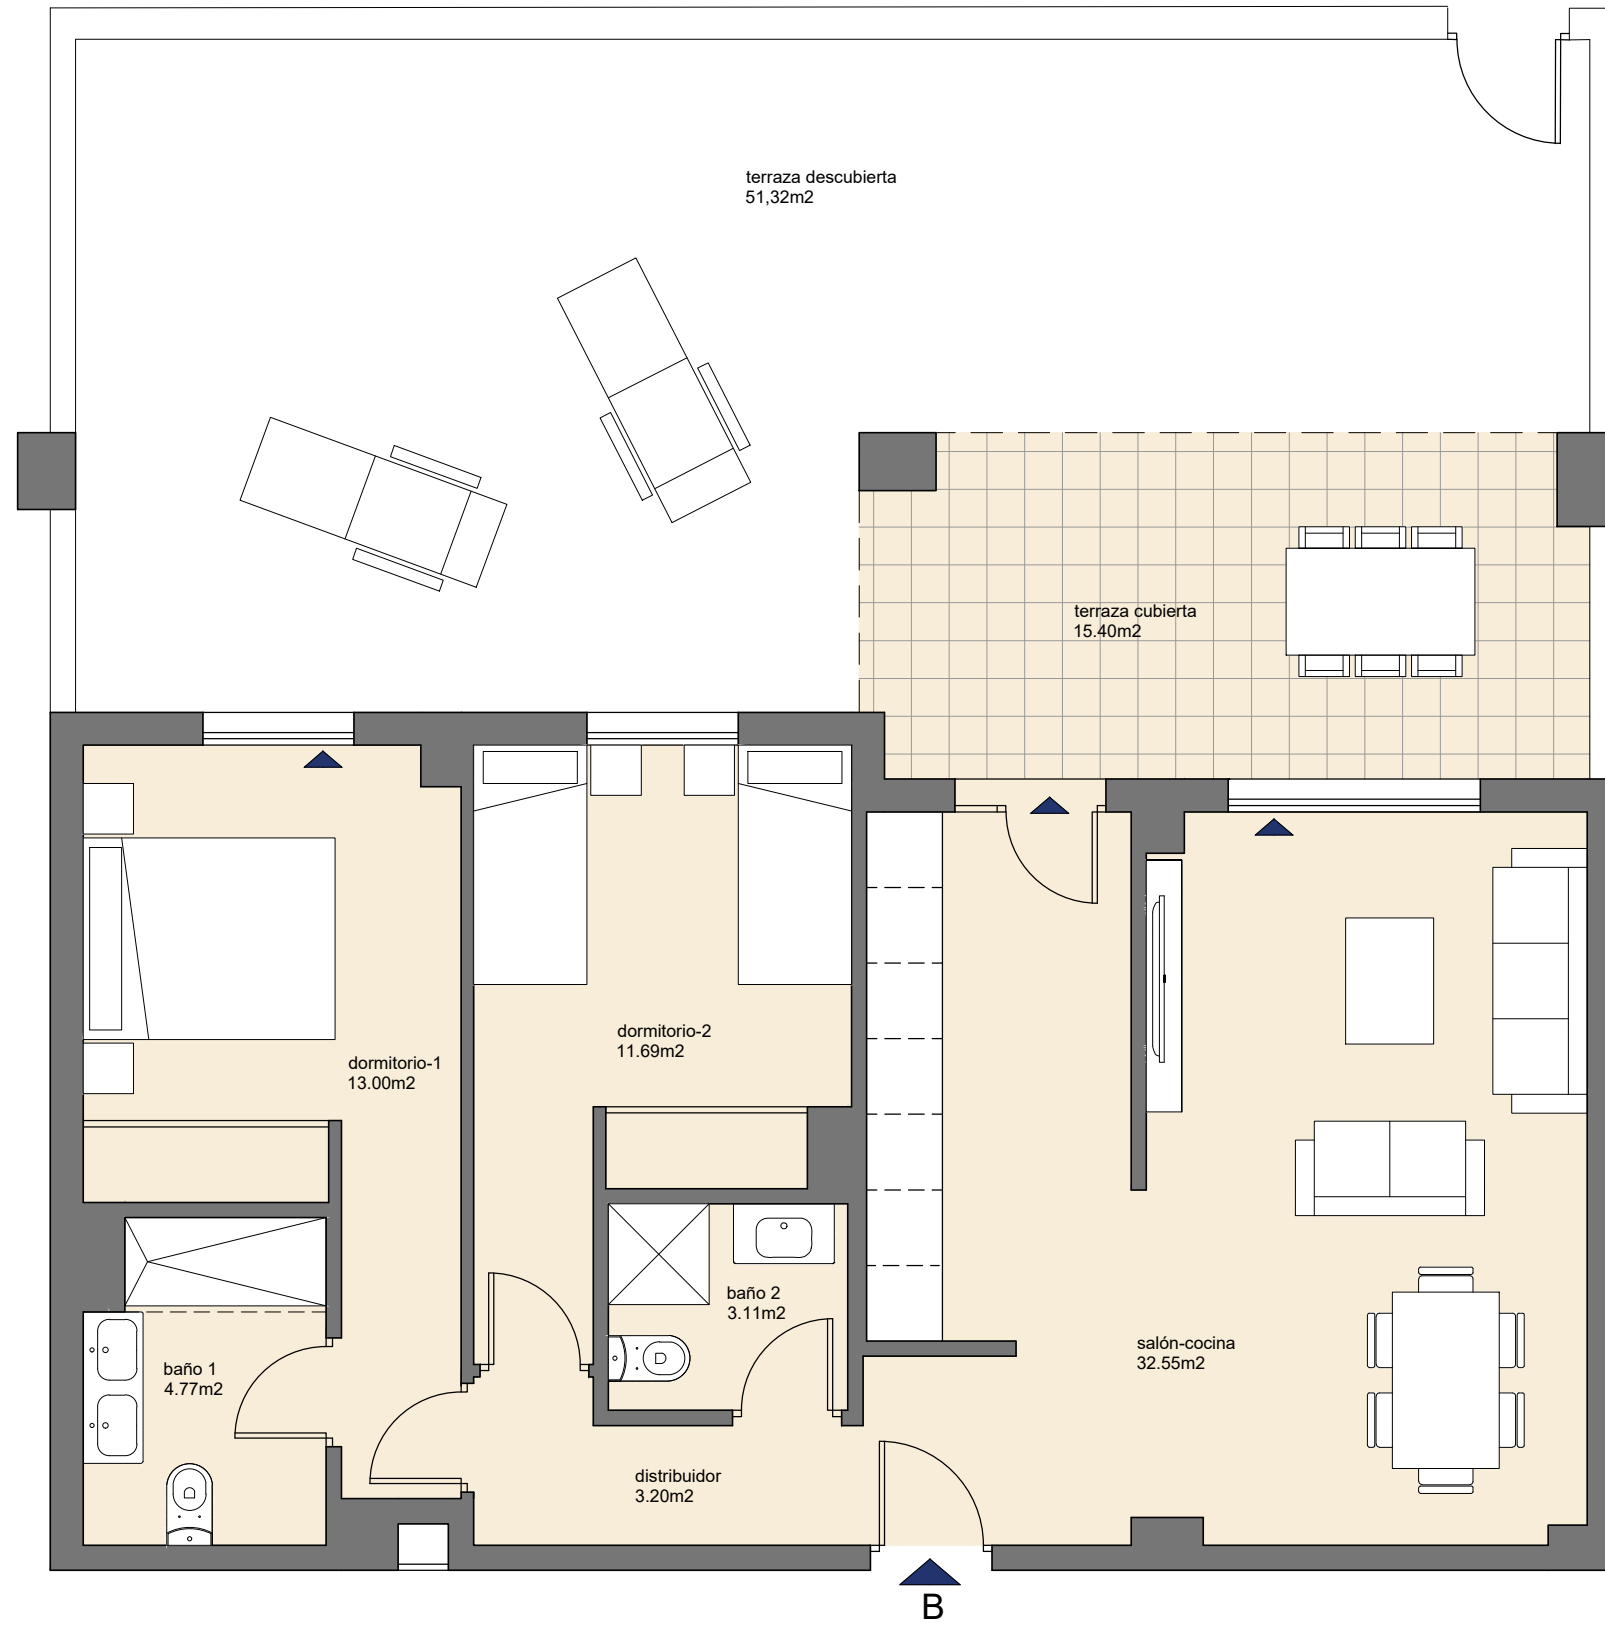 terraza descubierta
51,32m2
terraza cubierta
15.40m2
dormitorio-2
11.69m2
dormitorio-1
13.00m2
baño 2
3.11m2
salón-cocina
32.55m2
baño 1
4.77m2
distribuidor
3.20m2
B